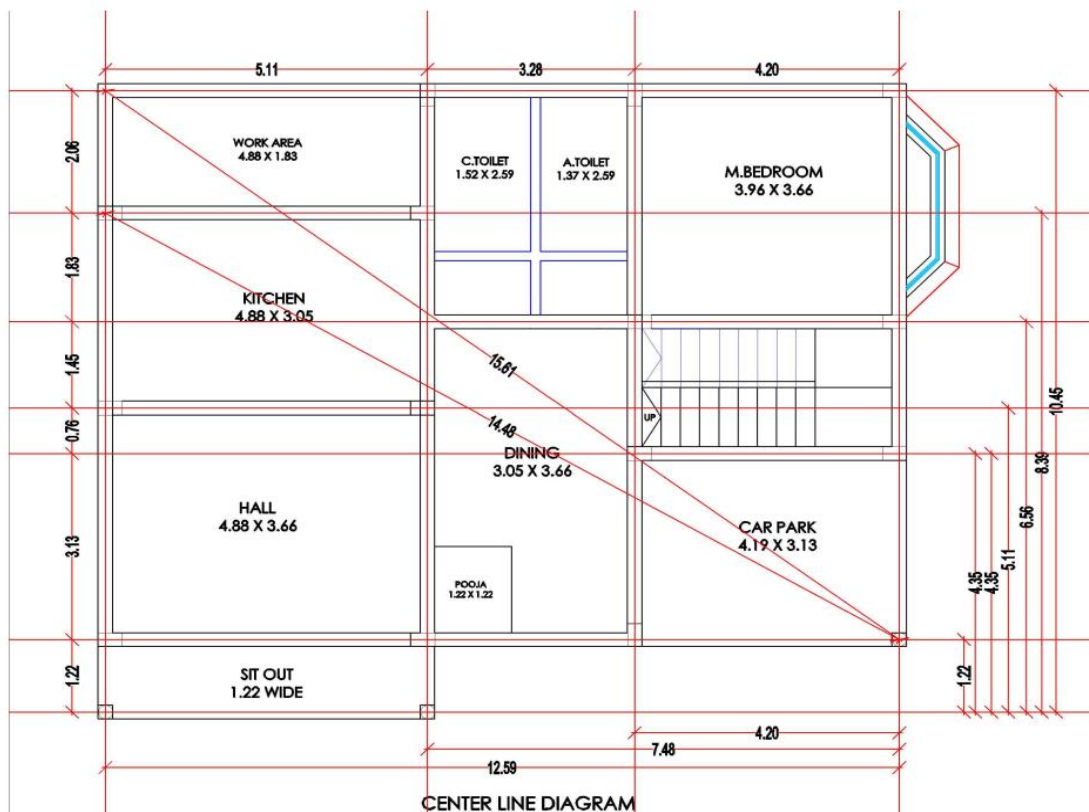 5.11
3.28
4.20
2.06
WORK AREA
4.88 X 1.83
C.TOILET
1.52 X 2.59
A.TOILET
1.37 X 2.59
M.BEDROOM
3.96 X 3.66
1.83
KITCHEN
4.88 X 3.05
1.45
15.61
14.48
UP
0.76
DINING
3.05 X 3.66
10.45
8.39
6.56
5.11
4.35
4.35
HALL
4.88 X 3.66
CAR PARK
4.19 X 3.13
3.13
POOJA
1.22 X 1.22
1.22
SIT OUT
1.22 WIDE
1.22
4.20
7.48
12.59
CENTER LINE DIAGRAM